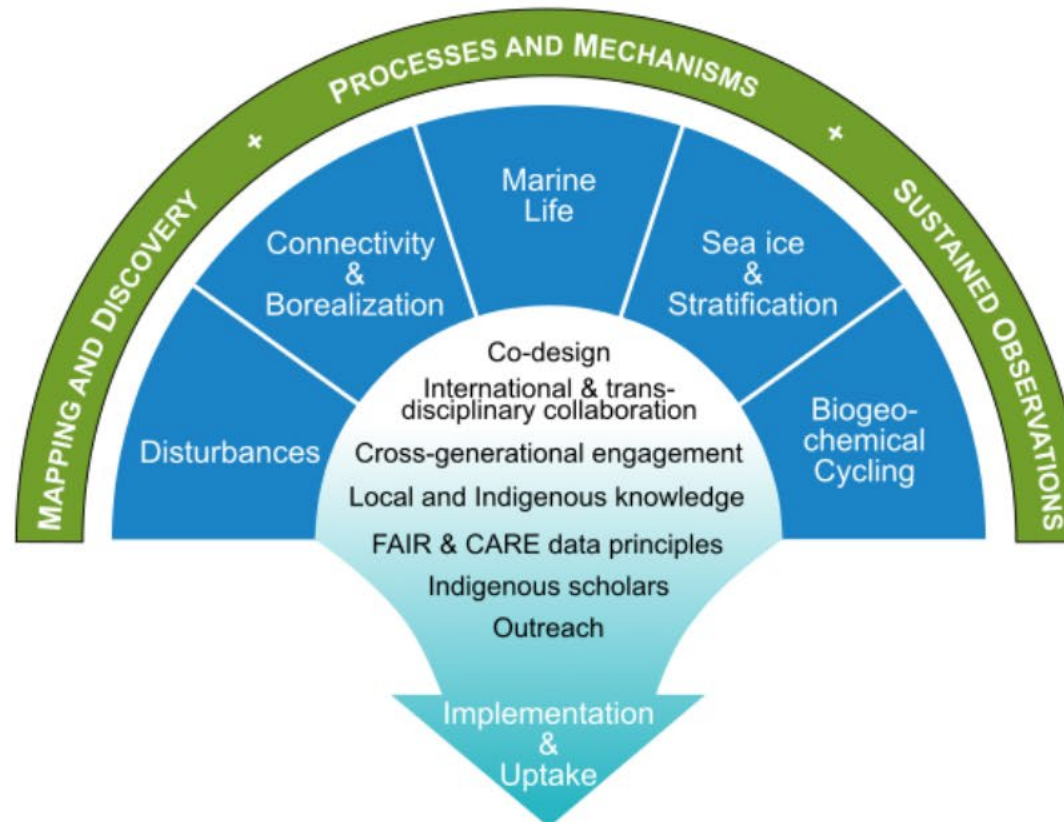 MAPPING AND DISCOVERY + PROCESSES AND MECHANISMS + SUSTAINED OBSERVATIONS
Disturbances
Connectivity
&
Borealization
Marine
Life
Sea ice
&
Stratification
Biogeo-
chemical
Cycling
Co-design
International & trans-
disciplinary collaboration
Cross-generational engagement
Local and Indigenous knowledge
FAIR & CARE data principles
Indigenous scholars
Outreach
Implementation
&
Uptake